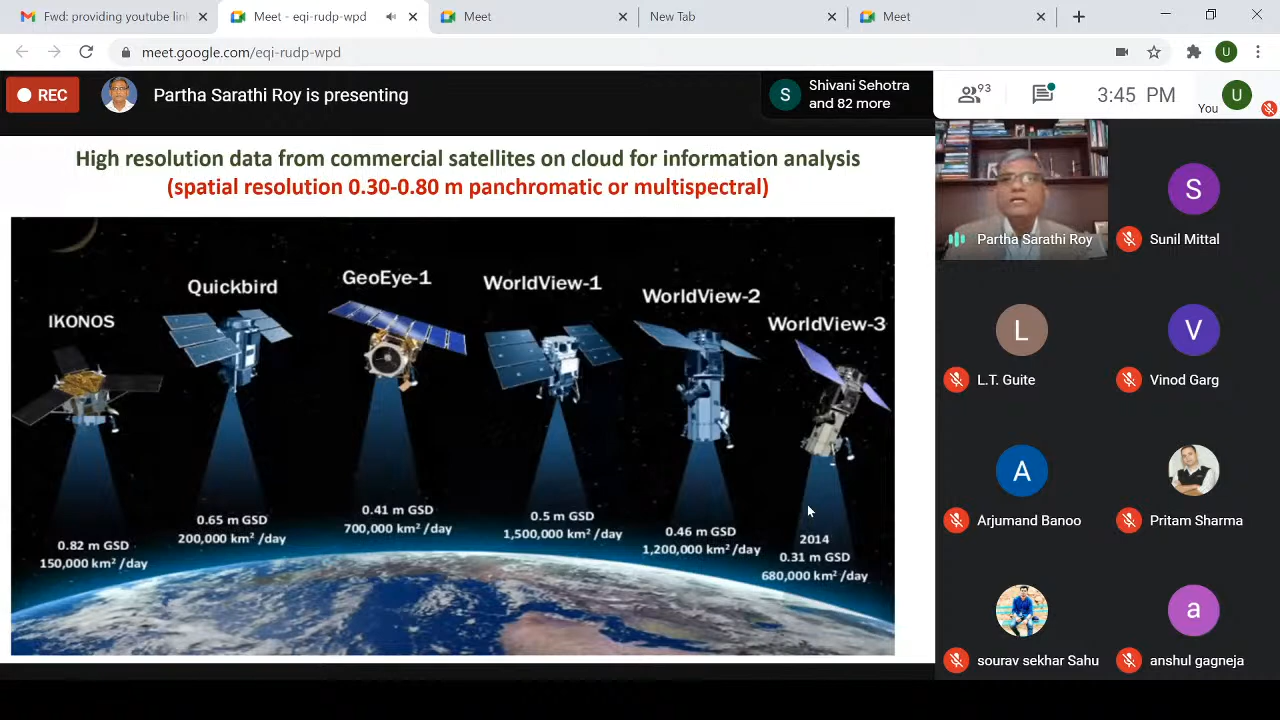 Fwd: providing youtube lin
Meet - eqi-rudp-wpd
Meet
New Tab
Meet
meet.google.com/eqi-rudp-wpd
REC
Partha Sarathi Roy is presenting
S
Shivani Sehotra
and 82 more
93
3:45 PM
You
U
U
High resolution data from commercial satellites on cloud for information analysis
(spatial resolution 0.30-0.80 m panchromatic or multispectral)
IKONOS
Quickbird
GeoEye-1
WorldView-1
WorldView-2
WorldView-3
0.82 m GSD
150,000 km² /day
0.65 m GSD
200,000 km² /day
0.41 m GSD
700,000 km² /day
0.5 m GSD
1,500,000 km² /day
0.46 m GSD
1,200,000 km² /day
2014
0.31 m GSD
680,000 km² /day
Partha Sarathi Roy
S
Sunil Mittal
L
L.T. Guite
V
Vinod Garg
A
Arjumand Banoo
Pritam Sharma
sourav sekhar Sahu
a
anshul gagneja